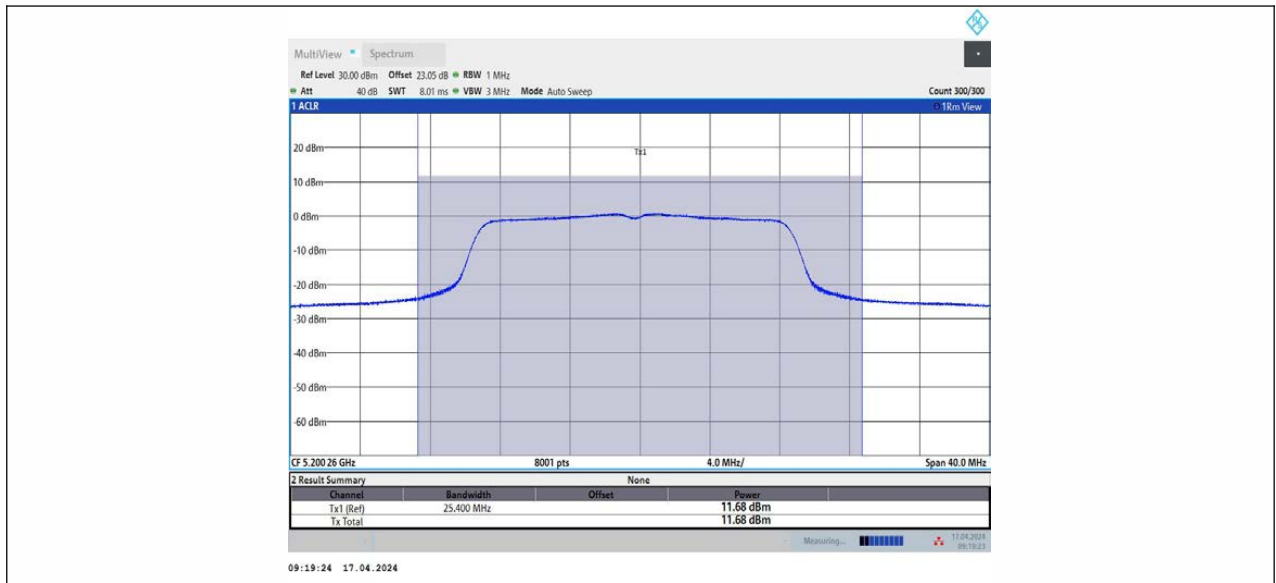 MultiView Spectrum
Ref Level 30.00 dBm Offset 23.05 dB RBW 1 MHz
Att 40 dB SWT 8.01 ms VBW 3 MHz Mode Auto Sweep Count 300/300
1 ACLR 1Rm View
Tx1
20 dBm
10 dBm
0 dBm
-10 dBm
-20 dBm
-30 dBm
-40 dBm
-50 dBm
-60 dBm
CF 5.200 26 GHz 8001 pts 4.0 MHz/ Span 40.0 MHz
2 Result Summary None
Channel Bandwidth Offset Power
Tx1 (Ref) 25.400 MHz 11.68 dBm
Tx Total 11.68 dBm
Measuring... 17.04.2024
09:19:23
09:19:24 17.04.2024